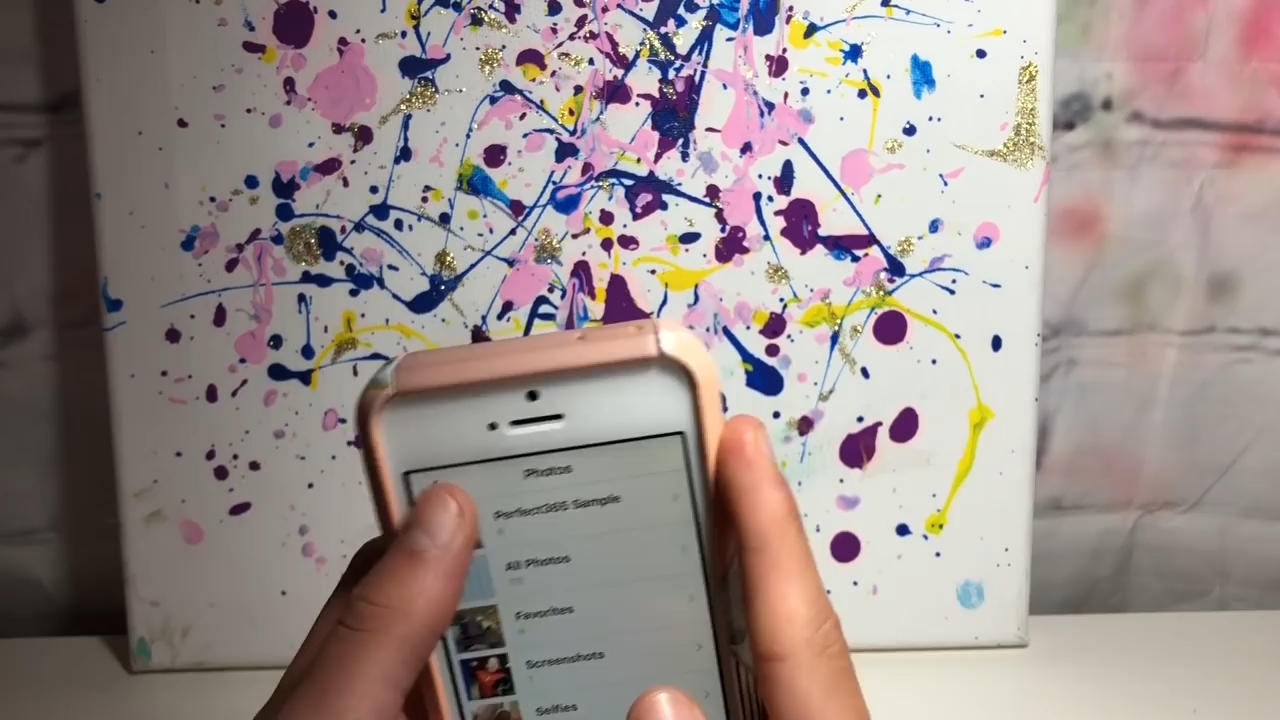 Photos
Perfect365 Sample
All Photos
Favorites
Screenshots
Selfies